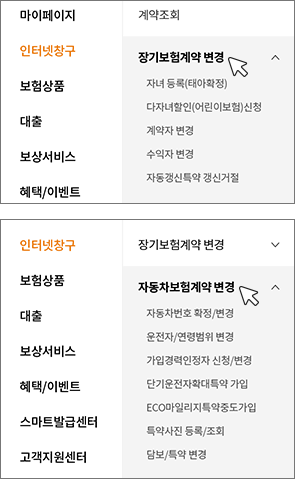 마이페이지
인터넷창구
보험상품
대출
보상서비스
혜택/이벤트
계약조회
장기보험계약 변경
자녀 등록(태아확정)
다자녀할인(어린이보험)신청
계약자 변경
수익자 변경
자동갱신특약 갱신거절
인터넷창구
보험상품
대출
보상서비스
혜택/이벤트
스마트발급센터
고객지원센터
장기보험계약 변경
자동차보험계약 변경
자동차번호 확정/변경
운전자/연령범위 변경
가입경력인정자 신청/변경
단기운전자확대특약 가입
ECO마일리지특약중도가입
특약사진 등록/조회
담보/특약 변경